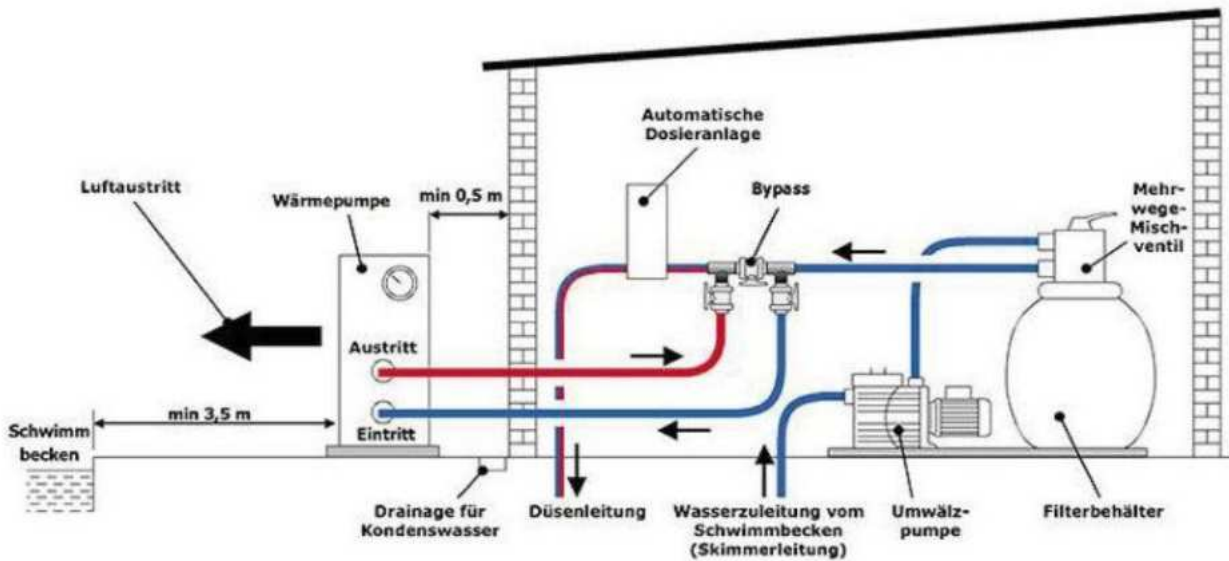 Automatische
Dosieranlage
Luftaustritt
Wärmepumpe
min 0,5 m
Bypass
Mehr-
wege-
Misch-
ventil
Austritt
min 3,5 m
Eintritt
Schwimm
becken
Drainage für
Kondenswasser
Düsenleitung
Wasserzuleitung vom
Schwimmbecken
(Skimmerleitung)
Umwälz-
pumpe
Filterbehälter